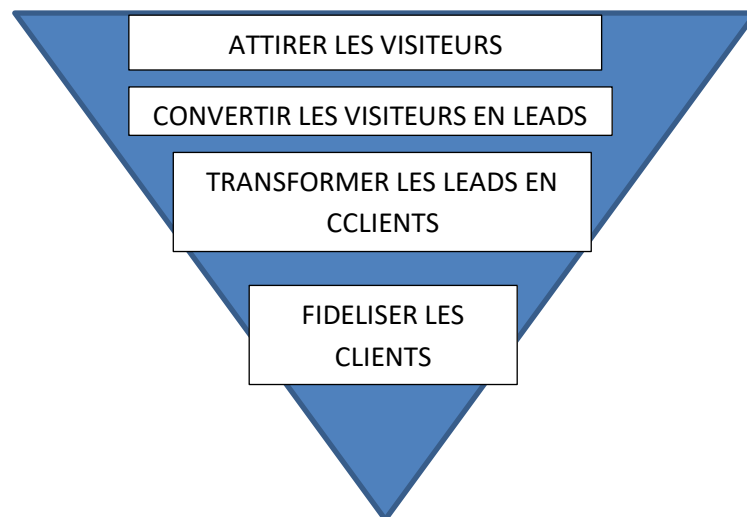 ATTIRER LES VISITEURS
CONVERTIR LES VISITEURS EN LEADS
TRANSFORMER LES LEADS EN
CCLIENTS
FIDELISER LES
CLIENTS